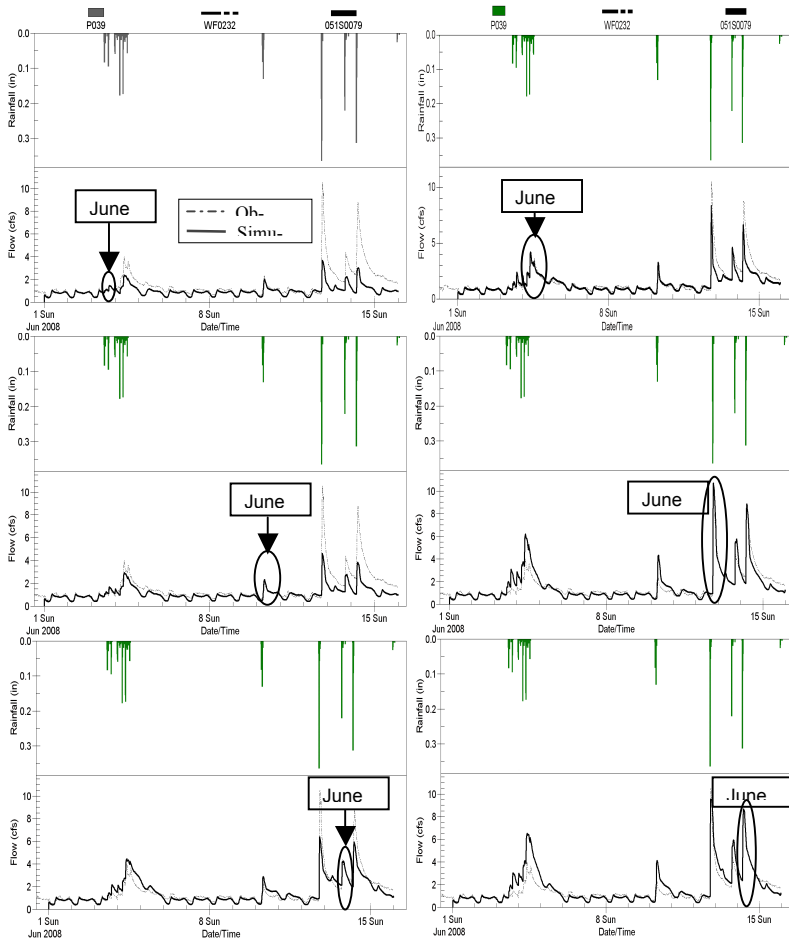 P039 WF0232 051S0079
0.0
0.1
0.2
0.3
Rainfall (in)
June
Ob-
Simu-
10
8
6
4
2
0
Flow (cfs)
1 Sun 8 Sun 15 Sun
Jun 2008 Date/Time
P039 WF0232 051S0079
0.0
0.1
0.2
0.3
Rainfall (in)
June
10
5
0
Flow (cfs)
1 Sun 8 Sun 15 Sun
Jun 2008 Date/Time
0.0
0.1
0.2
0.3
Rainfall (in)
June
10
8
6
4
2
0
Flow (cfs)
1 Sun 8 Sun 15 Sun
Jun 2008 Date/Time
0.0
0.1
0.2
0.3
Rainfall (in)
June
10
8
6
4
2
0
Flow (cfs)
1 Sun 8 Sun 15 Sun
Jun 2008 Date/Time
0.0
0.1
0.2
0.3
Rainfall (in)
June
10
8
6
4
2
0
Flow (cfs)
1 Sun 8 Sun 15 Sun
Jun 2008 Date/Time
0.0
0.1
0.2
0.3
Rainfall (in)
June
10
8
6
4
2
0
Flow (cfs)
1 Sun 8 Sun 15 Sun
Jun 2008 Date/Time